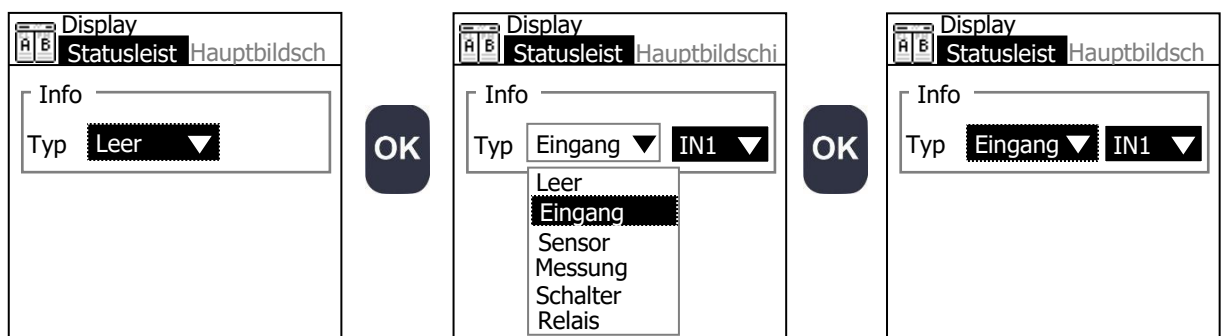 Display
A B Statusleist Hauptbildsch
Info
Typ Leer
OK
Display
A B Statusleist Hauptbildschi
Info
Typ Eingang IN1
Leer
Eingang
Sensor
Messung
Schalter
Relais
OK
Display
A B Statusleist Hauptbildsch
Info
Typ Eingang IN1